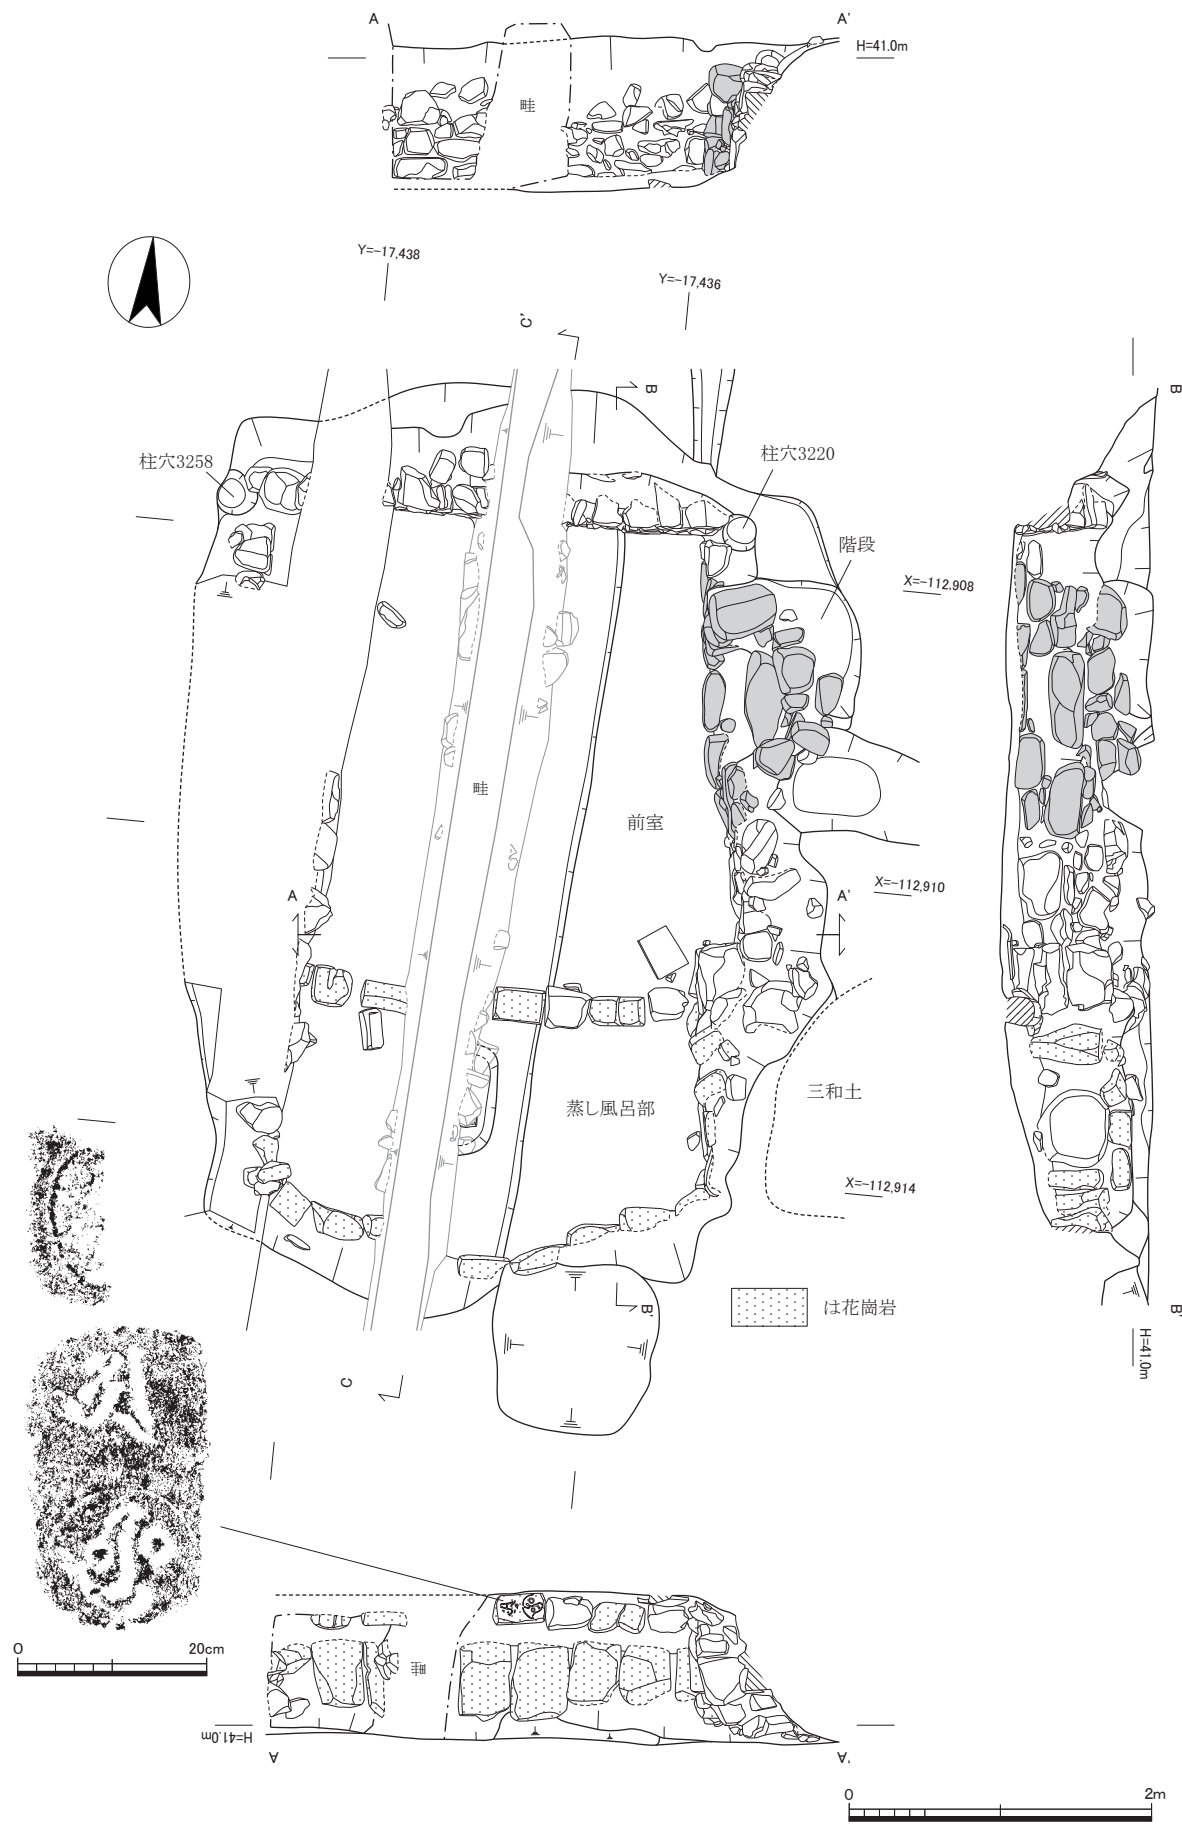 A
A'
H=41.0m
畦
Y=-17,438
Y=-17,436
C'
B
B
柱穴3258
柱穴3220
階段
X=-112,908
畦
前室
X=-112,910
A
A'
蒸し風呂部
三和土
X=-112,914
B'
は花崗岩
B'
H=41.0m
C
0
20cm
畦
H=41.0m
A
A'
0
2m